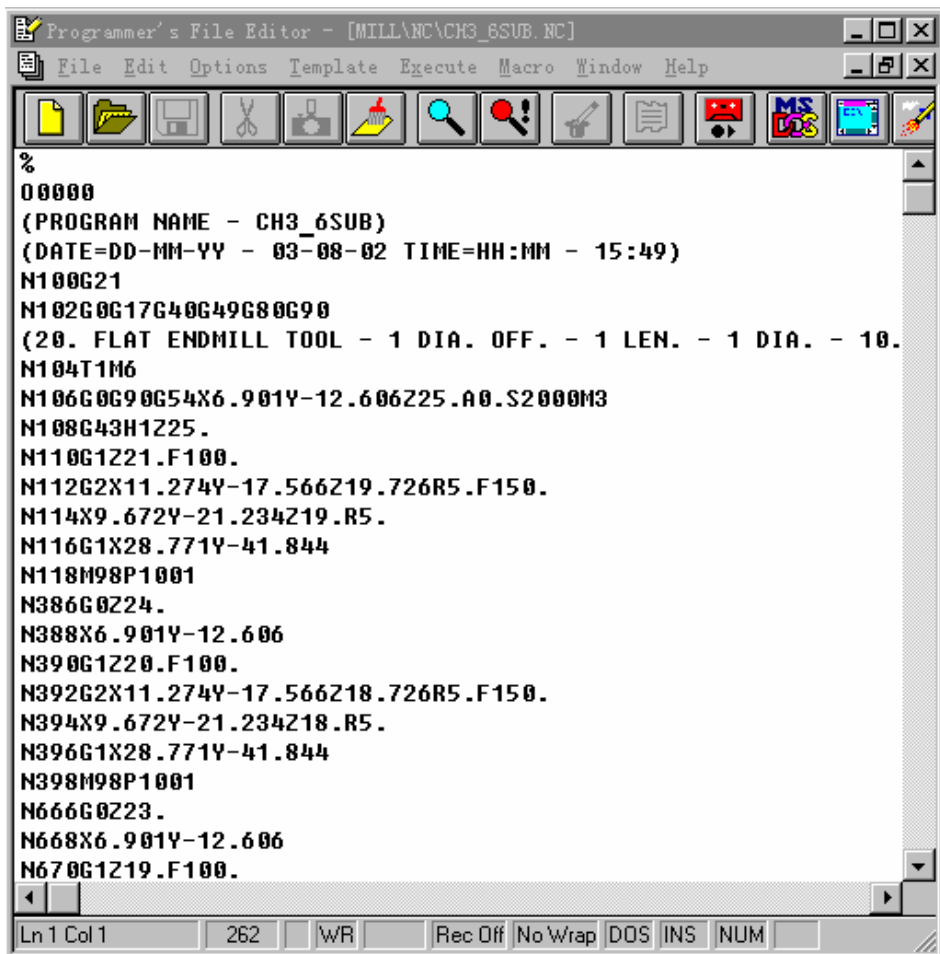 Programmer's File Editor - [MILL\NC\CH3_6SUB.NC]
File Edit Options Template Execute Macro Window Help
MS DOS
%
O0000
(PROGRAM NAME - CH3_6SUB)
(DATE=DD-MM-YY - 03-08-02 TIME=HH:MM - 15:49)
N100G21
N102G0G17G40G49G80G90
(20. FLAT ENDMILL TOOL - 1 DIA. OFF. - 1 LEN. - 1 DIA. - 10.
N104T1M6
N106G0G90G54X6.901Y-12.606Z25.A0.S2000M3
N108G43H1Z25.
N110G1Z21.F100.
N112G2X11.274Y-17.566Z19.726R5.F150.
N114X9.672Y-21.234Z19.R5.
N116G1X28.771Y-41.844
N118M98P1001
N386G0Z24.
N388X6.901Y-12.606
N390G1Z20.F100.
N392G2X11.274Y-17.566Z18.726R5.F150.
N394X9.672Y-21.234Z18.R5.
N396G1X28.771Y-41.844
N398M98P1001
N666G0Z23.
N668X6.901Y-12.606
N670G1Z19.F100.
Ln 1 Col 1 262 WR Rec Off No Wrap DOS INS NUM